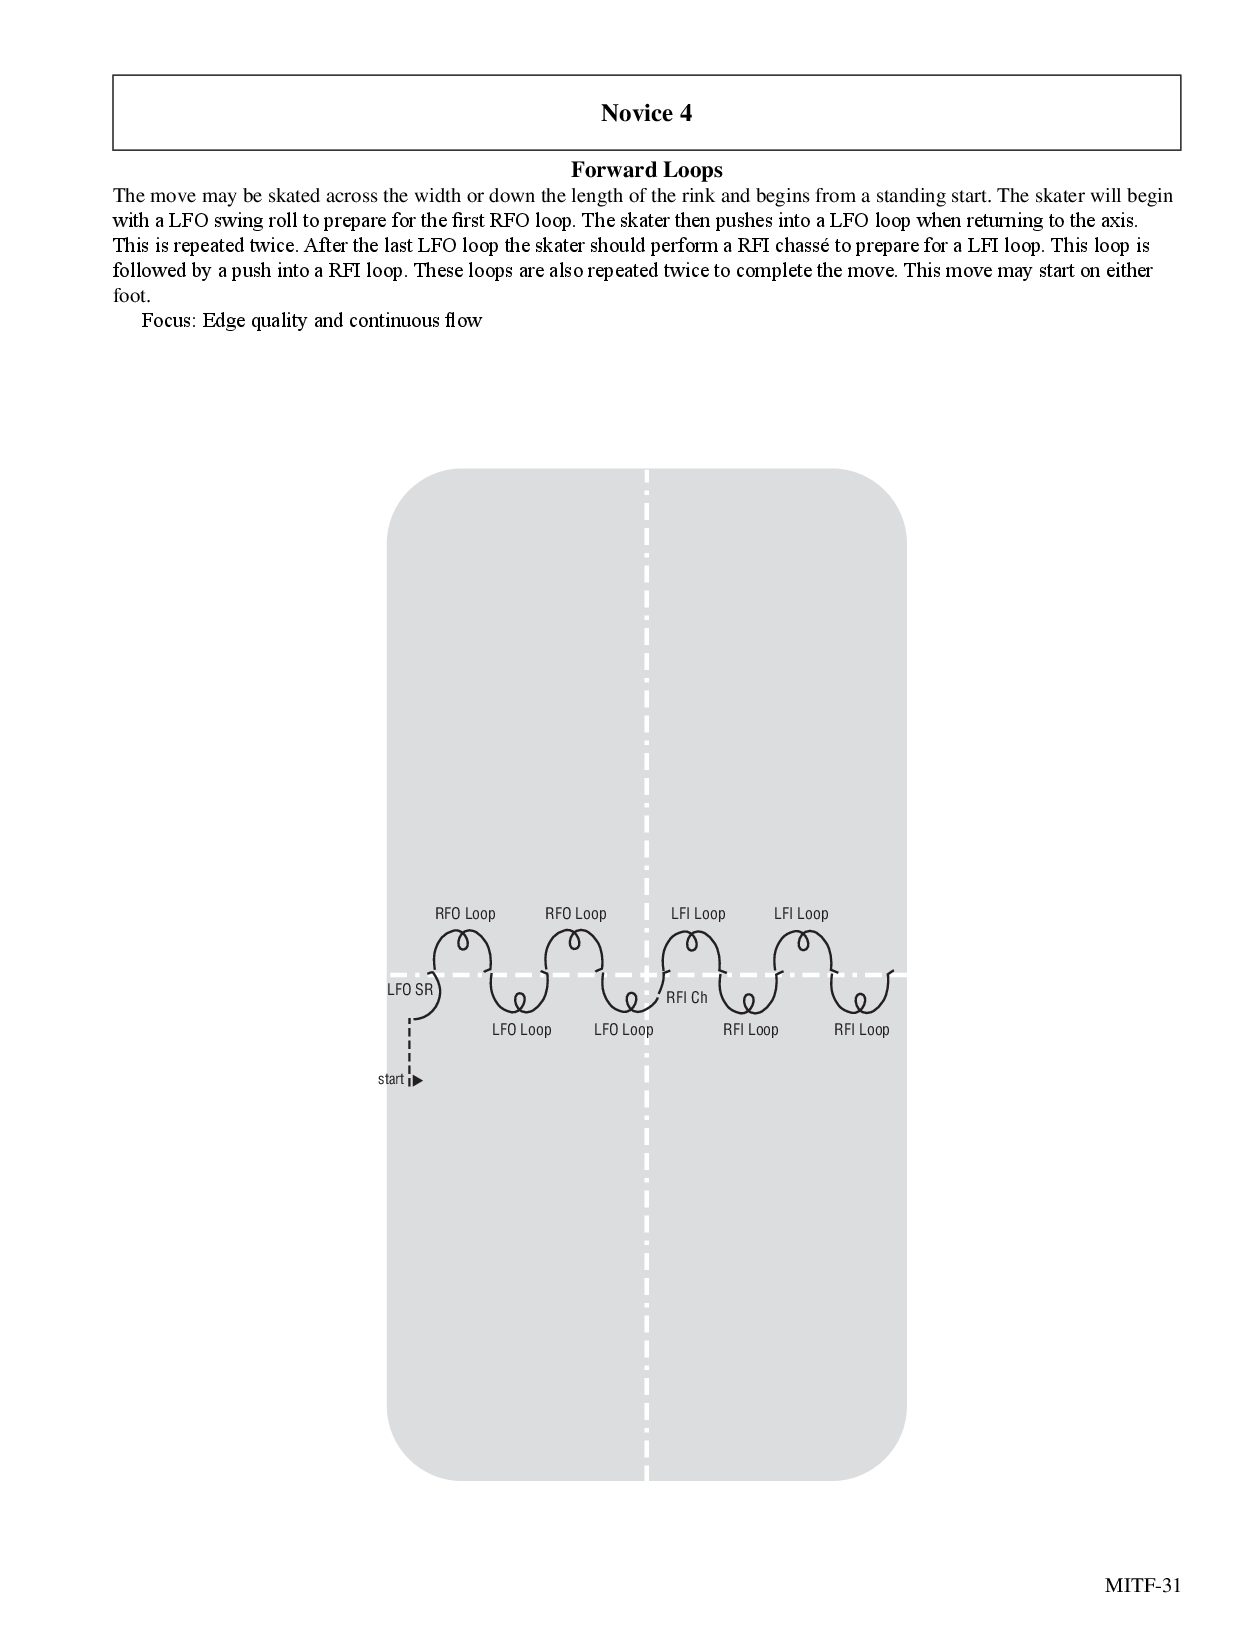 Novice 4
Forward Loops
The move may be skated across the width or down the length of the rink and begins from a standing start. The skater will begin
with a LFO swing roll to prepare for the first RFO loop. The skater then pushes into a LFO loop when returning to the axis.
This is repeated twice. After the last LFO loop the skater should perform a RFI chassé to prepare for a LFI loop. This loop is
followed by a push into a RFI loop. These loops are also repeated twice to complete the move. This move may start on either
foot.
Focus: Edge quality and continuous flow
RFO Loop RFO Loop LFI Loop LFI Loop
LFO SR
RFI Ch
LFO Loop LFO Loop RFI Loop RFI Loop
start
MITF-31